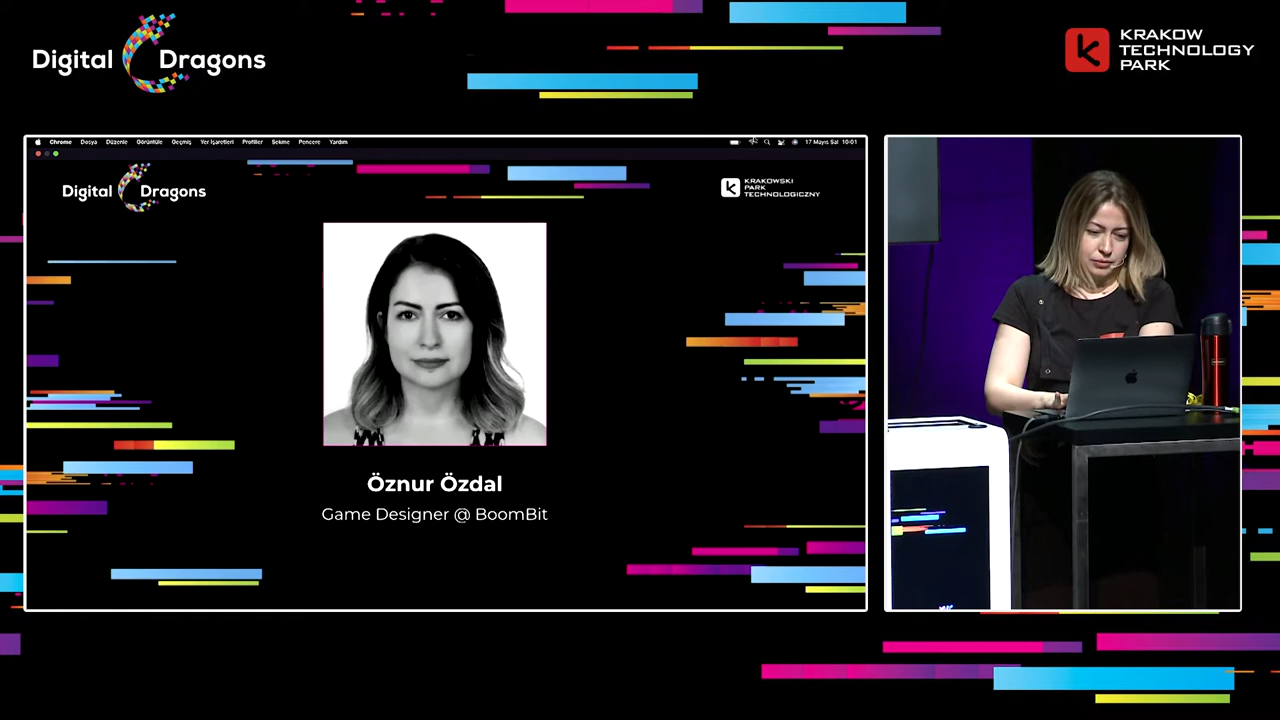 Digital Dragons
KRAKOW
TECHNOLOGY
PARK
Chrome Dosya Düzenle Görüntüle Geçmiş Yer İşaretleri Profiller Sekme Pencere Yardım
17 Mayıs Sal 10:01
Digital Dragons
KRAKOWSKI
PARK
TECHNOLOGICZNY
Öznur Özdal
Game Designer @ BoomBit